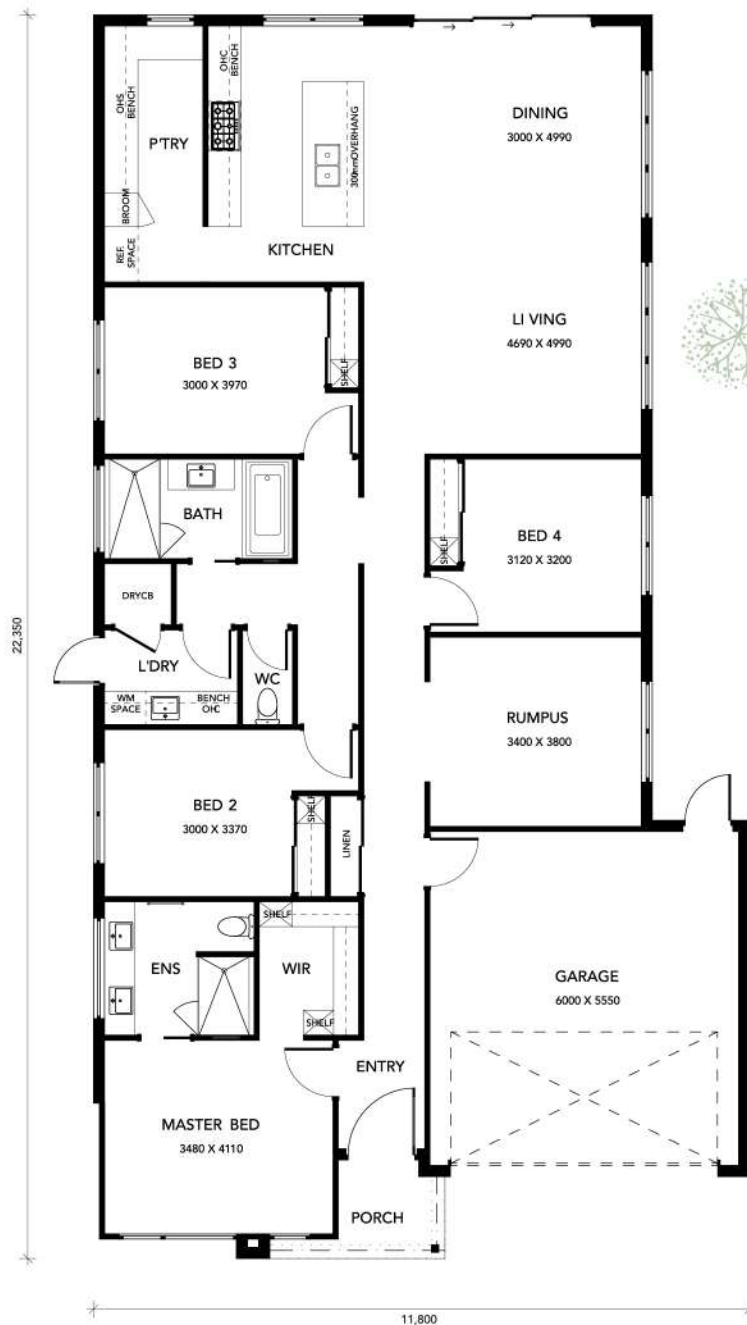 OHC
BENCH
OHS
BENCH
P'TRY
300mmOVERHANG
DINING
3000 X 4990
BROOM
REF.
SPACE
KITCHEN
LI VING
4690 X 4990
BED 3
3000 X 3970
SHELF
BATH
BED 4
3120 X 3200
SHELF
DRYCB
22,350
L'DRY
WC
WM
SPACE
BENCH
OHC
RUMPUS
3400 X 3800
BED 2
3000 X 3370
SHELF
LINEN
SHELF
ENS
WIR
SHELF
GARAGE
6000 X 5550
ENTRY
MASTER BED
3480 X 4110
PORCH
11,800